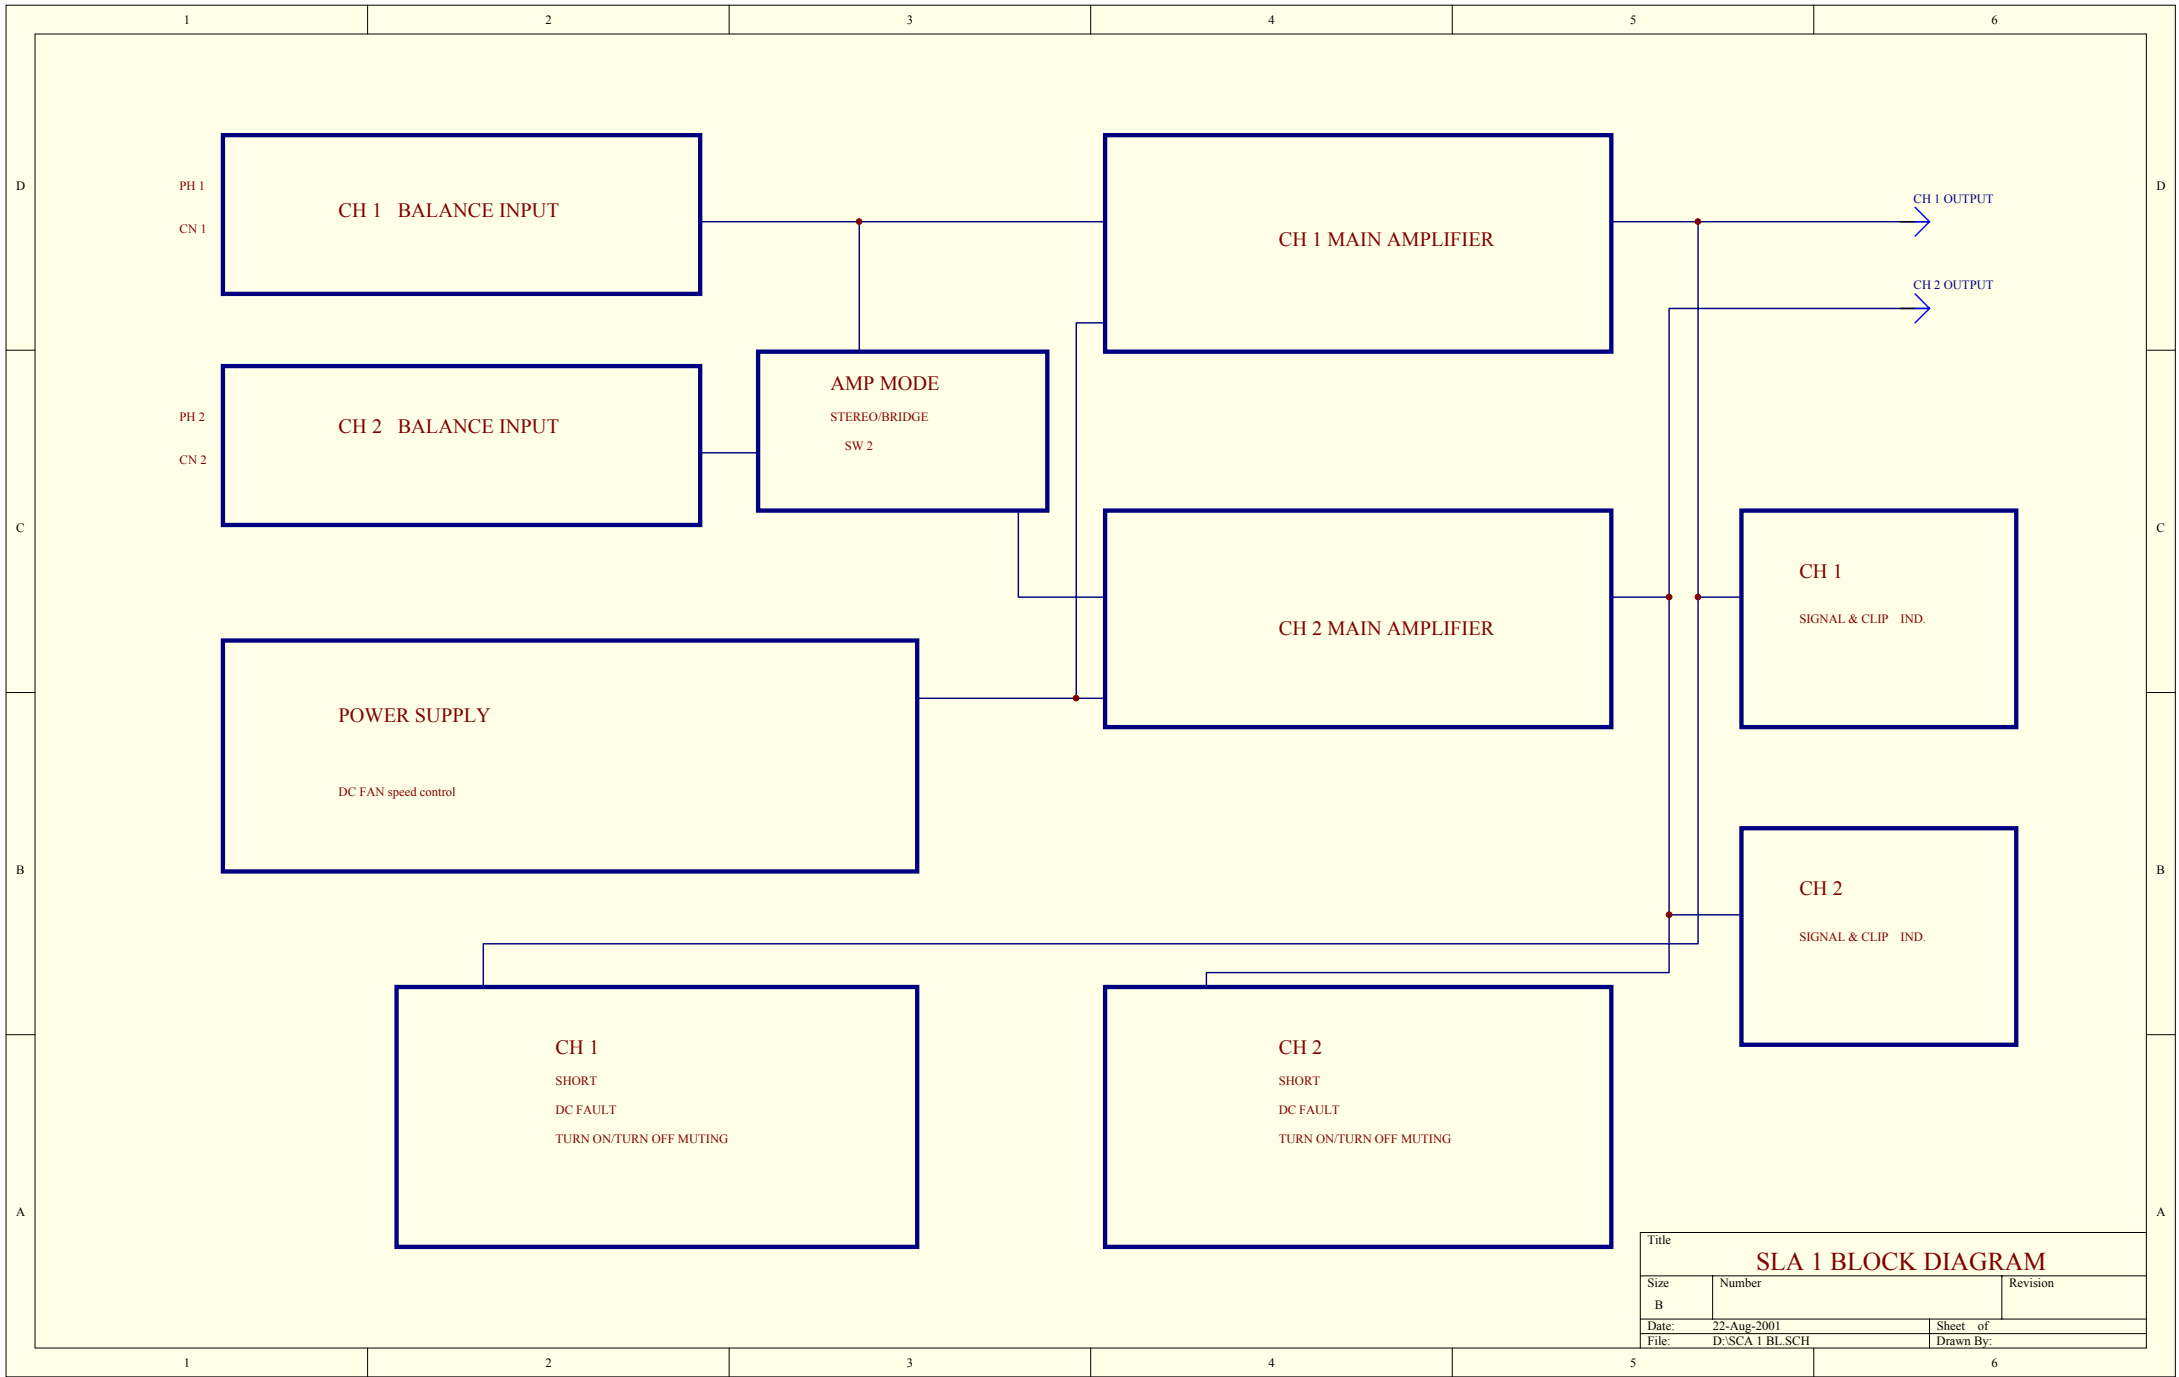 1 2 3 4 5 6
D D
PH 1
CN 1
CH 1 BALANCE INPUT
CH 1 MAIN AMPLIFIER
CH 1 OUTPUT
CH 2 OUTPUT
AMP MODE
STEREO/BRIDGE
SW 2
PH 2
CN 2
CH 2 BALANCE INPUT
C C
CH 2 MAIN AMPLIFIER
CH 1
SIGNAL & CLIP IND.
POWER SUPPLY
DC FAN speed control
B B
CH 2
SIGNAL & CLIP IND.
CH 1
SHORT
DC FAULT
TURN ON/TURN OFF MUTING
CH 2
SHORT
DC FAULT
TURN ON/TURN OFF MUTING
A A
Title
SLA 1 BLOCK DIAGRAM
Size Number Revision
B
Date: 22-Aug-2001 Sheet of
File: D:\SCA 1 BL.SCH Drawn By:
1 2 3 4 5 6